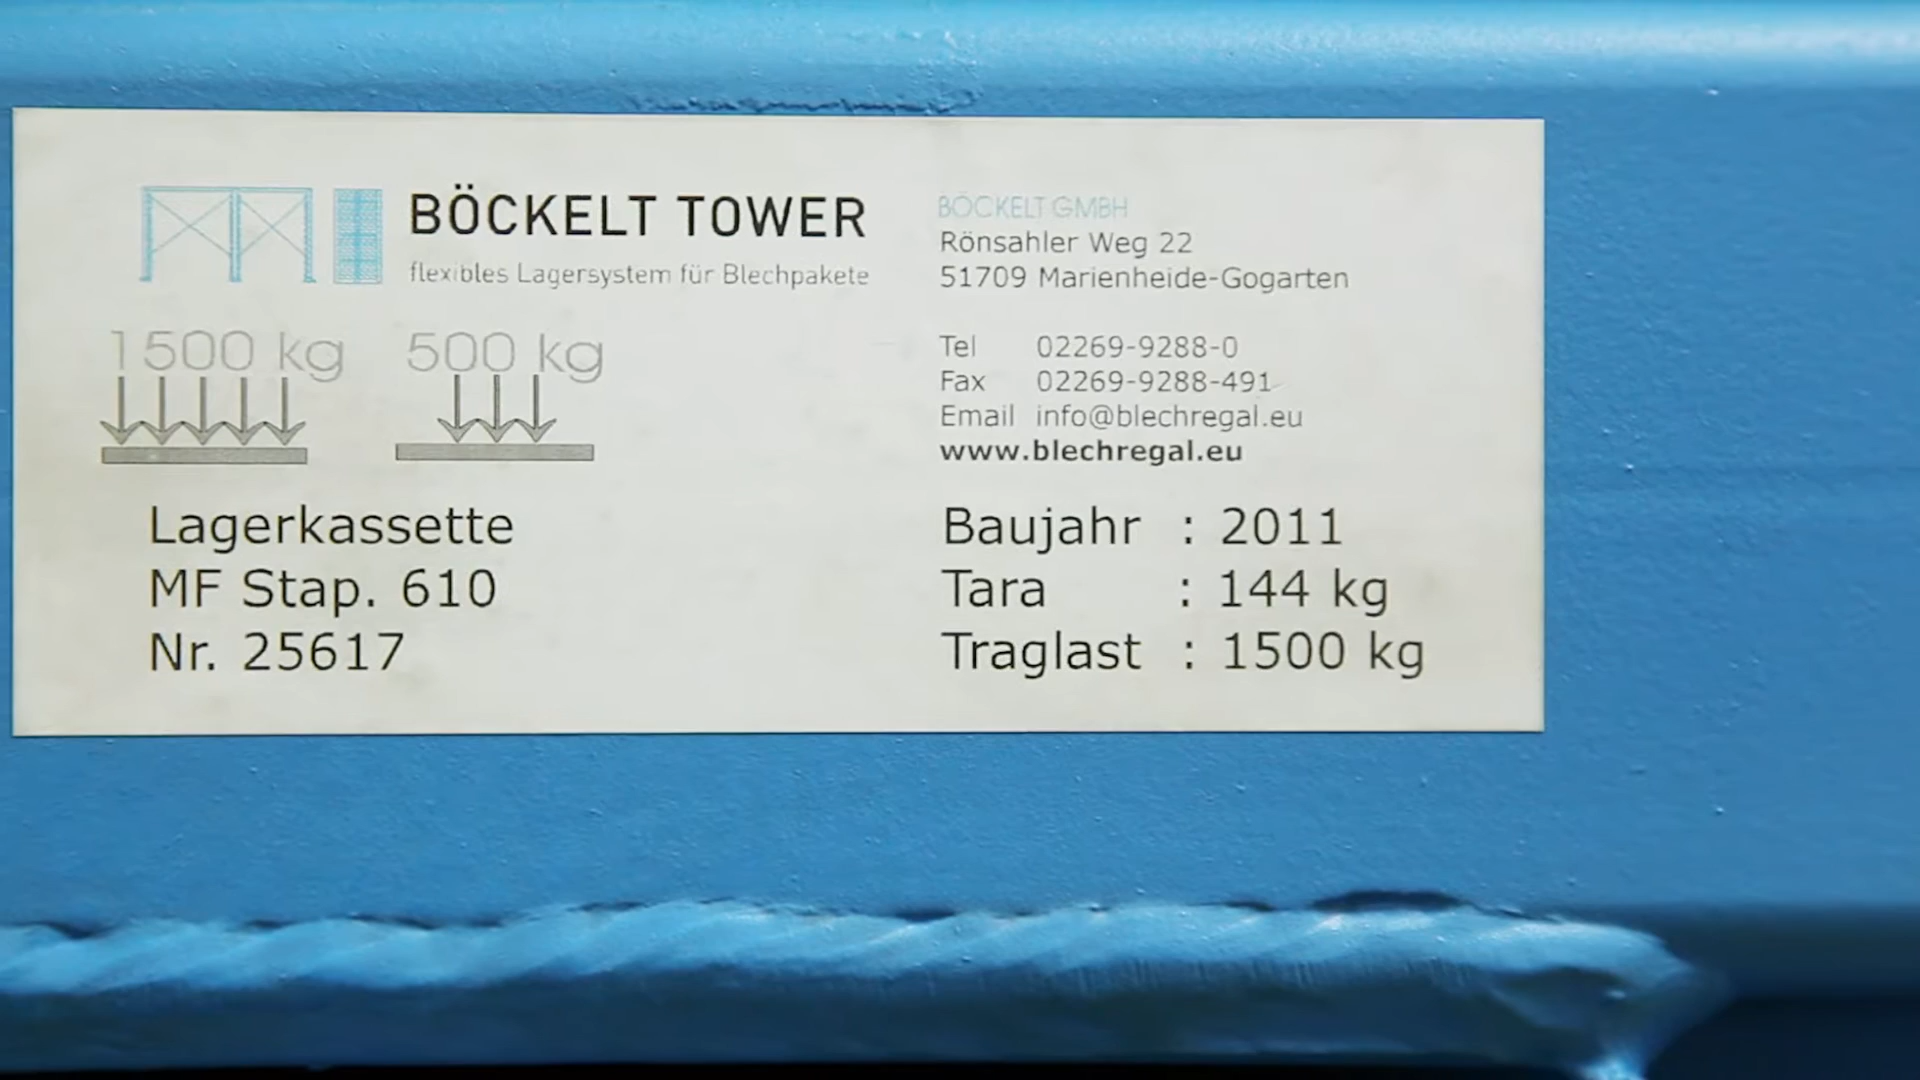 BÖCKELT TOWER
flexibles Lagersystem für Blechpakete
1500 kg 500 kg
Lagerkassette
MF Stap. 610
Nr. 25617
BÖCKELT GMBH
Rönsahler Weg 22
51709 Marienheide-Gogarten
Tel 02269-9288-0
Fax 02269-9288-491
Email info@blechregal.eu
www.blechregal.eu
Baujahr : 2011
Tara : 144 kg
Traglast : 1500 kg